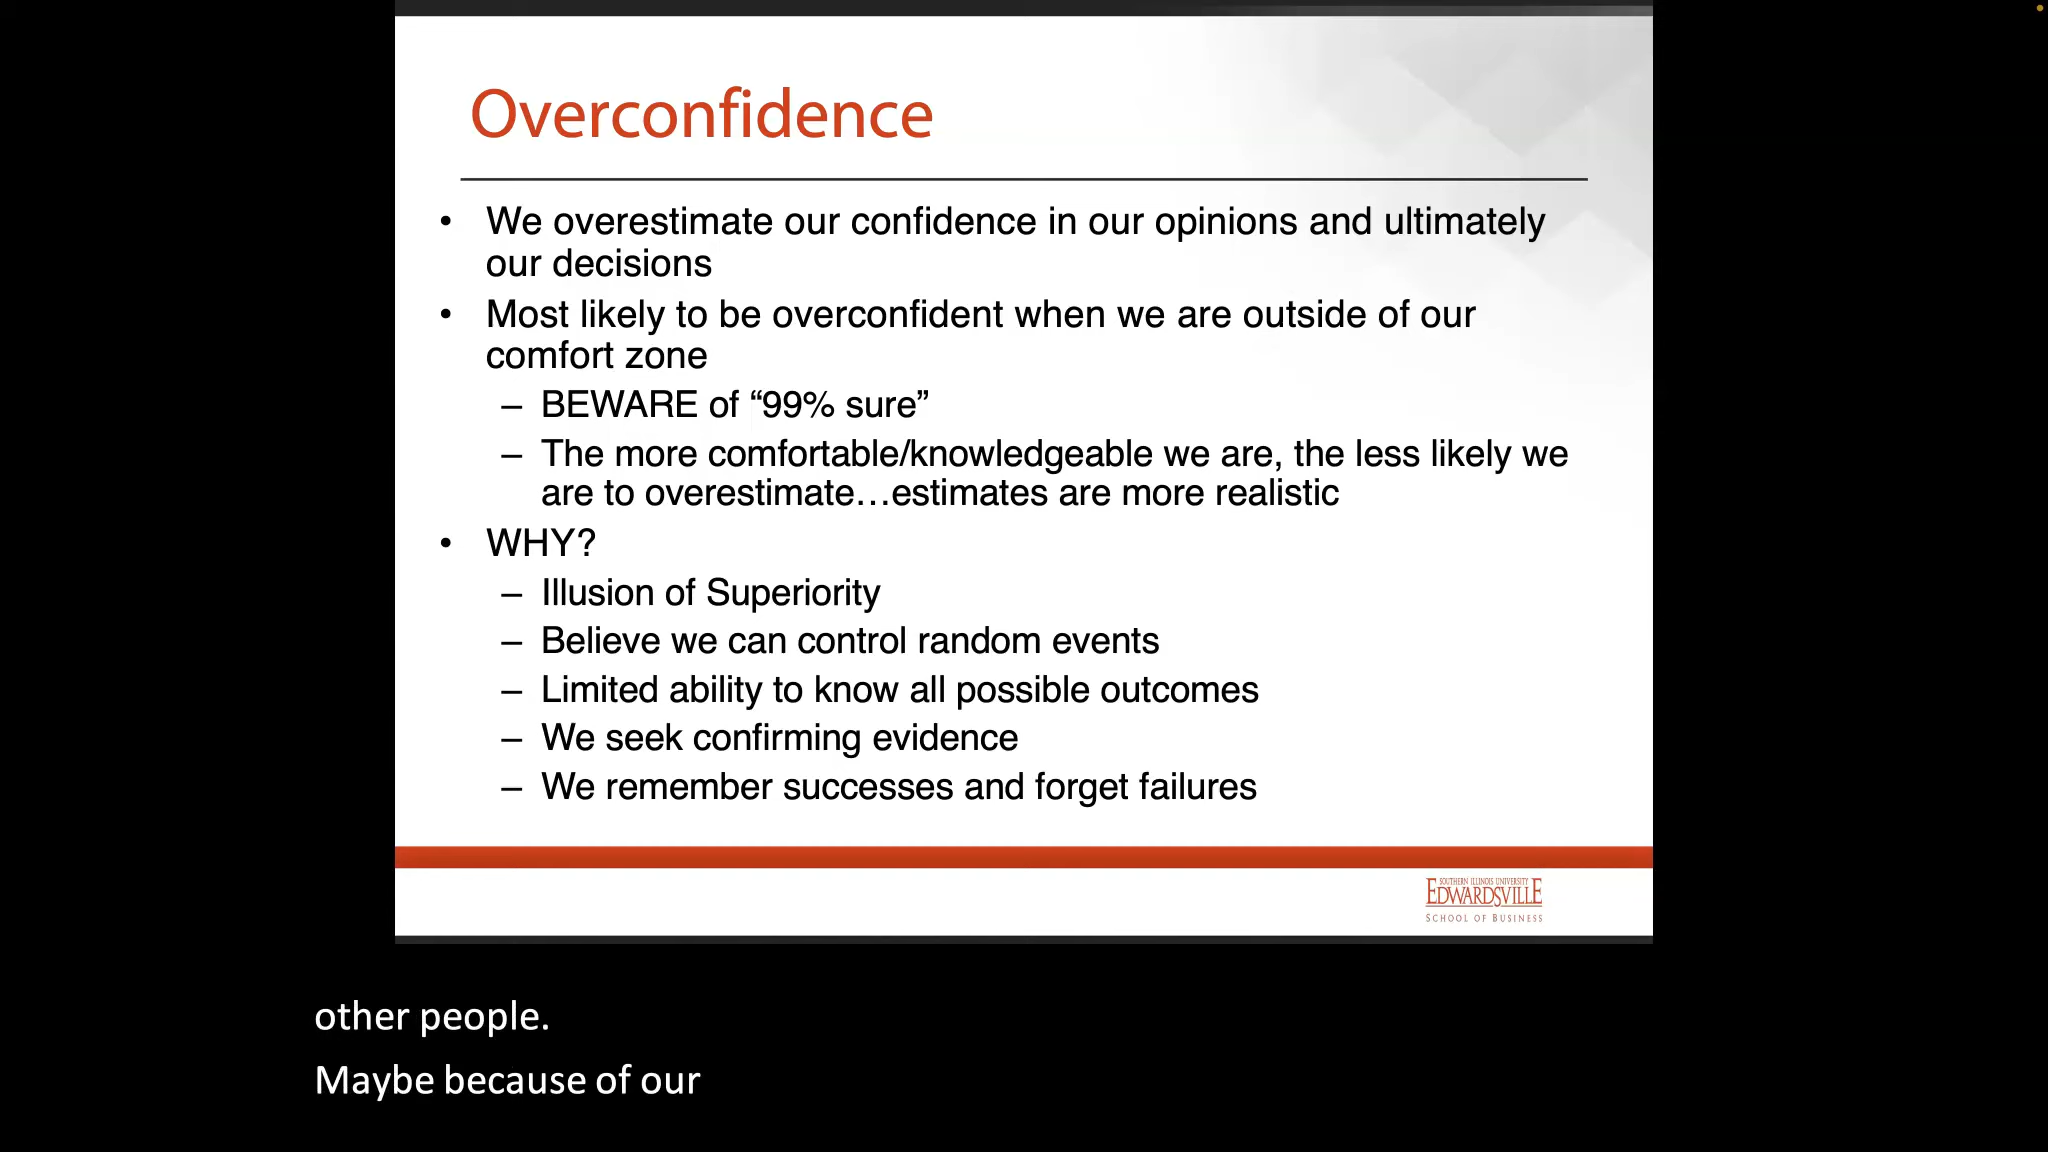 Overconfidence
• We overestimate our confidence in our opinions and ultimately
our decisions
• Most likely to be overconfident when we are outside of our
comfort zone
– BEWARE of “99% sure”
– The more comfortable/knowledgeable we are, the less likely we
are to overestimate…estimates are more realistic
• WHY?
– Illusion of Superiority
– Believe we can control random events
– Limited ability to know all possible outcomes
– We seek confirming evidence
– We remember successes and forget failures
SOUTHERN ILLINOIS UNIVERSITY
EDWARDSVILLE
SCHOOL OF BUSINESS
other people.
Maybe because of our